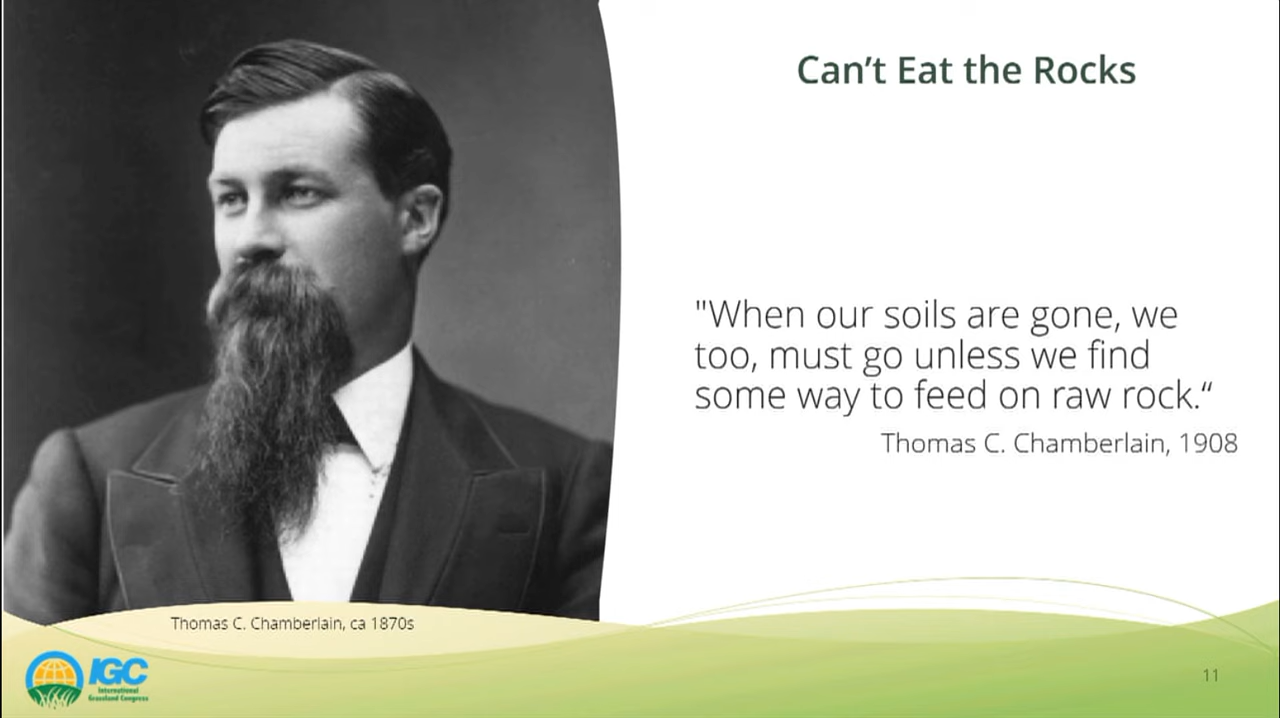 Can’t Eat the Rocks
"When our soils are gone, we
too, must go unless we find
some way to feed on raw rock.“
Thomas C. Chamberlain, 1908
Thomas C. Chamberlain, ca 1870s
IGC
International
Grassland Congress
11